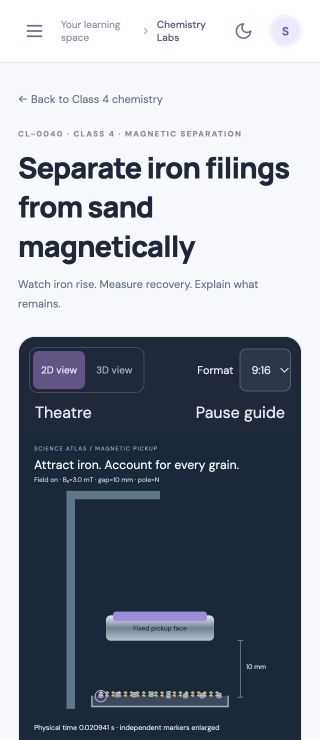 Your learning space
Chemistry Labs
S
← Back to Class 4 chemistry
CL-0040 · CLASS 4 · MAGNETIC SEPARATION
Separate iron filings
from sand
magnetically
Watch iron rise. Measure recovery. Explain what
remains.
2D view
3D view
Format
9:16
Theatre
Pause guide
SCIENCE ATLAS / MAGNETIC PICKUP
Attract iron. Account for every grain.
Field on · B₀=3.0 mT · gap=10 mm · pole=N
Fixed pickup face
10 mm
Physical time 0.020941 s · independent markers enlarged